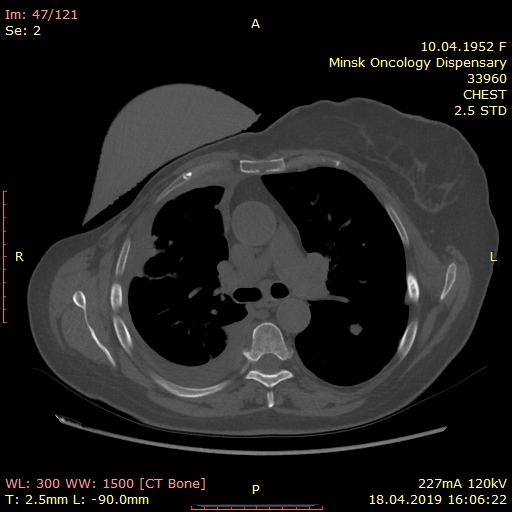 Im: 47/121
Se: 2
A
10.04.1952 F
Minsk Oncology Dispensary
33960
CHEST
2.5 STD
R
L
WL: 300 WW: 1500 [CT Bone]
T: 2.5mm L: -90.0mm
P
227mA 120kV
18.04.2019 16:06:22